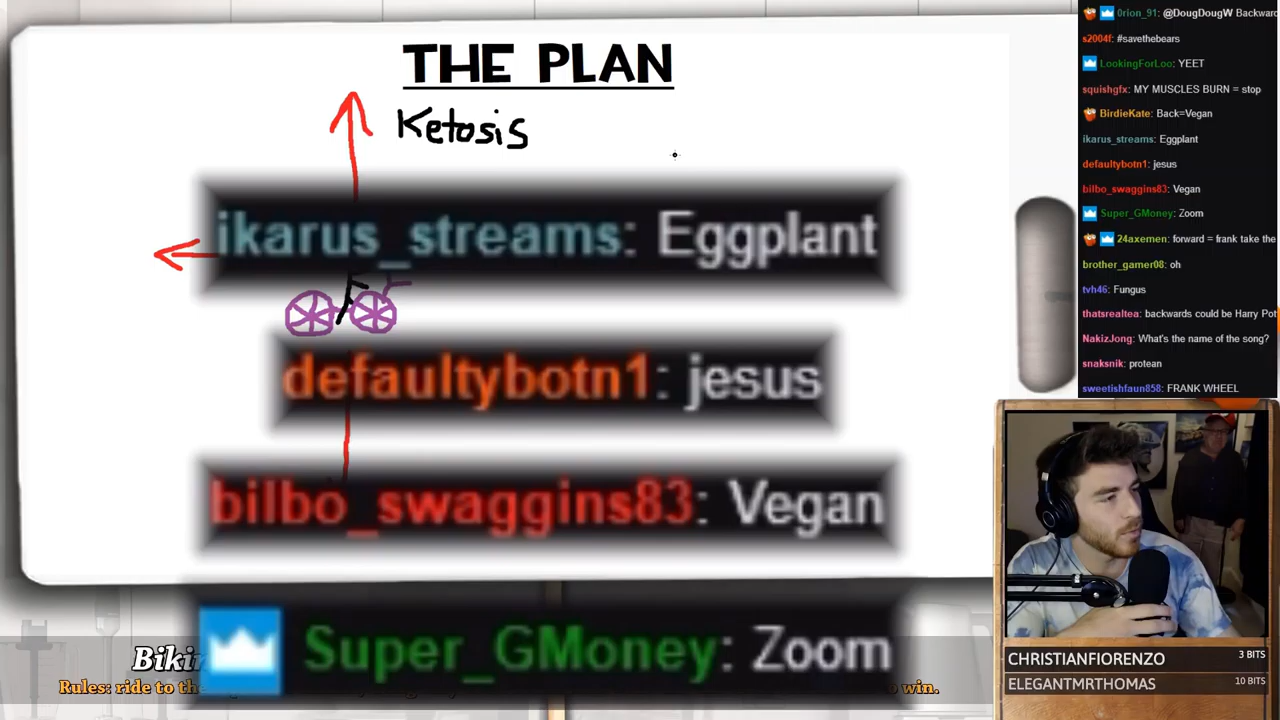 THE PLAN
Ketosis
ikarus_streams: Eggplant
defaultybotn1: jesus
bilbo_swaggins83: Vegan
Super_GMoney: Zoom
Rules: ride to th
o win.
0rion_91: @DougDougW Backward
s2004f: #savethebears
LookingForLoo: YEET
squishgfx: MY MUSCLES BURN = stop
BirdieKate: Back=Vegan
ikarus_streams: Eggplant
defaultybotn1: jesus
bilbo_swaggins83: Vegan
Super_GMoney: Zoom
24axemen: forward = frank take the
brother_gamer08: oh
tvh46: Fungus
thatsrealtea: backwards could be Harry Pot
NakizJong: What's the name of the song?
snaksnik: protean
sweetishfaun858: FRANK WHEEL
CHRISTIANFIORENZO 3 BITS
ELEGANTMRTHOMAS 10 BITS